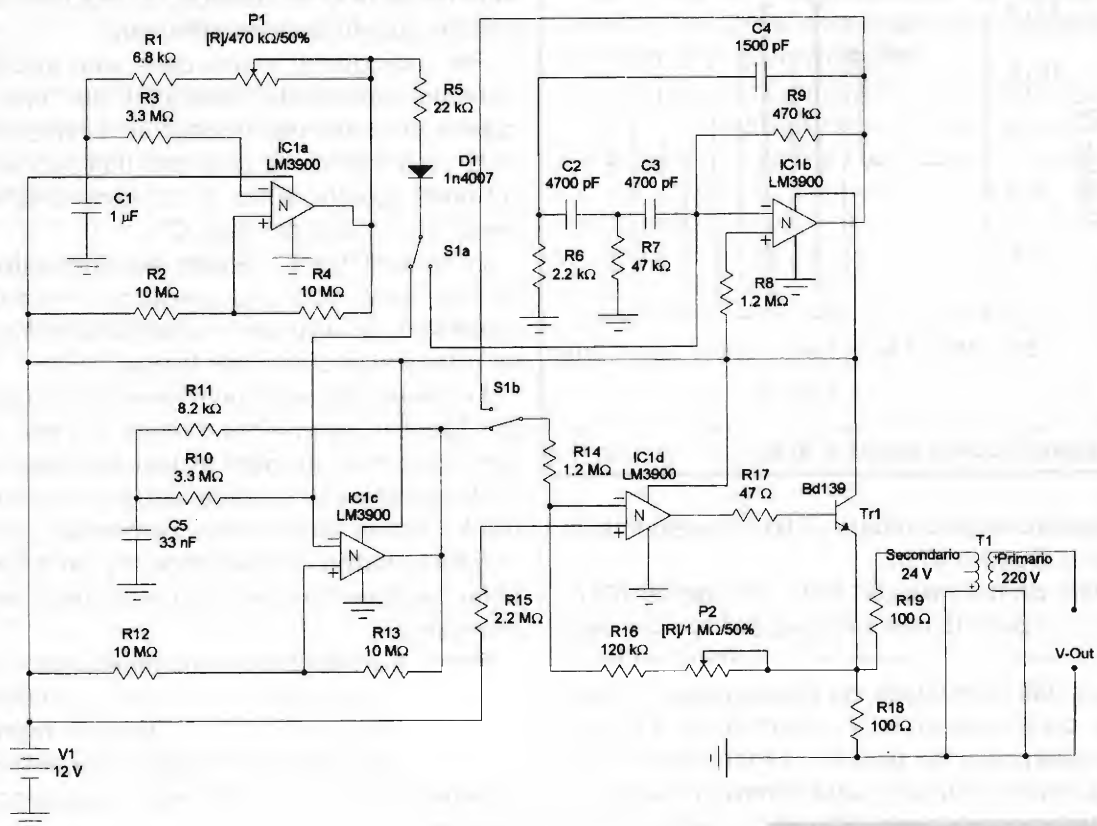 P1
[R]/470 kΩ/50%
R1
6.8 kΩ
R3
3.3 MΩ
R5
22 kΩ
IC1a
LM3900
N
+
D1
1n4007
C1
1 µF
S1a
R2
10 MΩ
R4
10 MΩ
C4
1500 pF
R9
470 kΩ
IC1b
LM3900
N
+
C2
4700 pF
C3
4700 pF
R6
2.2 kΩ
R7
47 kΩ
R8
1.2 MΩ
R11
8.2 kΩ
S1b
R10
3.3 MΩ
C5
33 nF
IC1c
LM3900
N
+
R14
1.2 MΩ
IC1d
LM3900
N
+
R17
47 Ω
Bd139
Tr1
R12
10 MΩ
R13
10 MΩ
R15
2.2 MΩ
R16
120 kΩ
P2
[R]/1 MΩ/50%
Secondario
24 V
T1
Primario
220 V
R19
100 Ω
R18
100 Ω
V-Out
V1
12 V